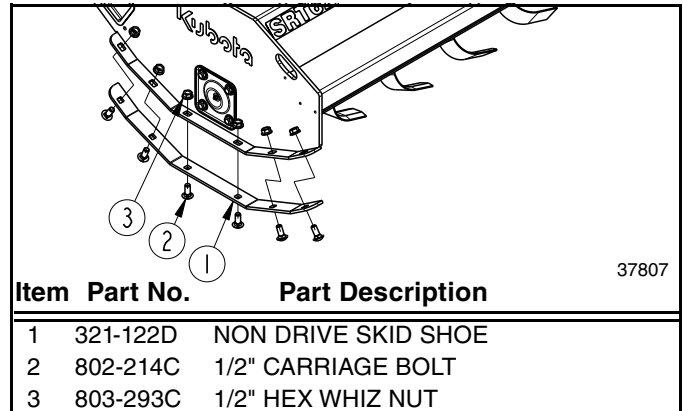 Kubota
SRT6
3
2
1
37807
Item Part No. Part Description
1 321-122D NON DRIVE SKID SHOE
2 802-214C 1/2" CARRIAGE BOLT
3 803-293C 1/2" HEX WHIZ NUT